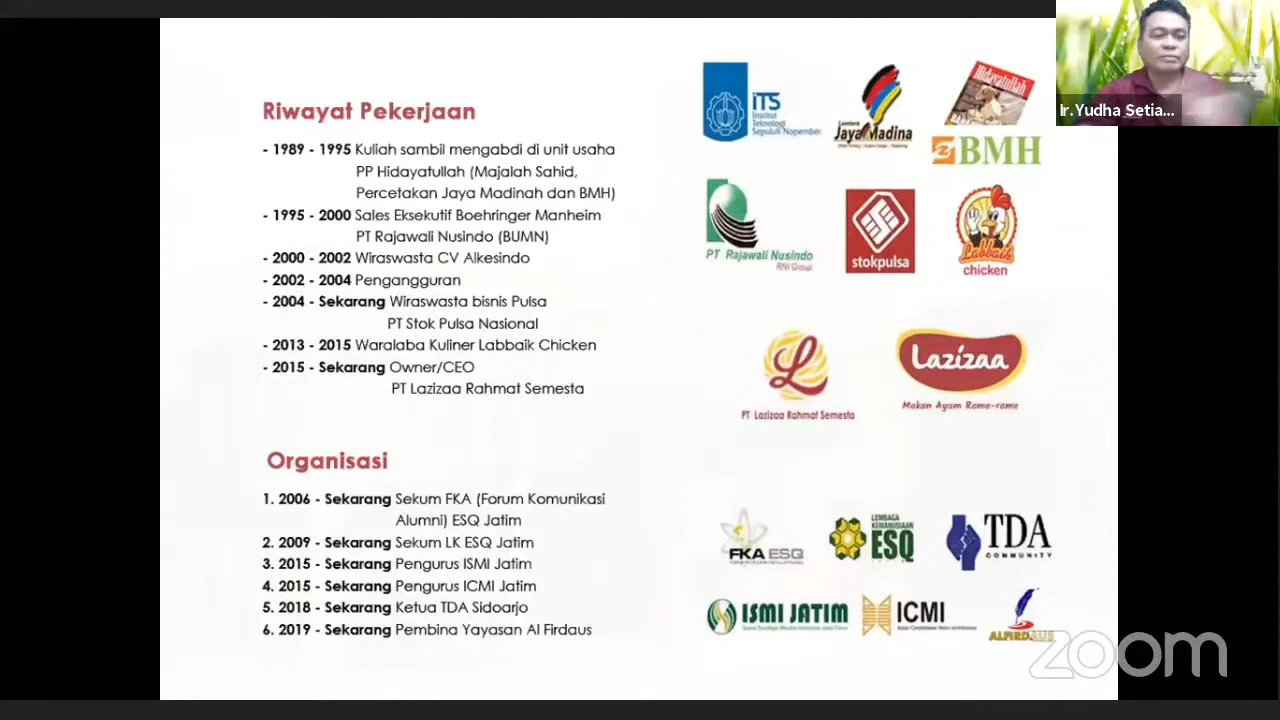 Riwayat Pekerjaan
- 1989 - 1995 Kuliah sambil mengabdi di unit usaha
PP Hidayatullah (Majalah Sahid,
Percetakan Jaya Madinah dan BMH)
- 1995 - 2000 Sales Eksekutif Boehringer Manheim
PT Rajawali Nusindo (BUMN)
- 2000 - 2002 Wiraswasta CV Alkesindo
- 2002 - 2004 Pengangguran
- 2004 - Sekarang Wiraswasta bisnis Pulsa
PT Stok Pulsa Nasional
- 2013 - 2015 Waralaba Kuliner Labbaik Chicken
- 2015 - Sekarang Owner/CEO
PT Lazizaa Rahmat Semesta
Organisasi
1. 2006 - Sekarang Sekum FKA (Forum Komunikasi
Alumni) ESQ Jatim
2. 2009 - Sekarang Sekum LK ESQ Jatim
3. 2015 - Sekarang Pengurus ISMI Jatim
4. 2015 - Sekarang Pengurus ICMI Jatim
5. 2018 - Sekarang Ketua TDA Sidoarjo
6. 2019 - Sekarang Pembina Yayasan Al Firdaus
ITS
Institut
Teknologi
Sepuluh Nopember
Jaya Madina
Hidayatullah
BMH
PT Rajawali Nusindo
RNI Group
stokpulsa
Labbaik
chicken
PT Lazizaa Rahmat Semesta
Lazizaa
Makan Ayam Rame-rame
FKA ESQ
LEMBAGA
KEMANUSIAAN
ESQ
TDA
COMMUNITY
ISMI JATIM
ICMI
ALFIRDAUS
Ir.Yudha Setia...
zoom